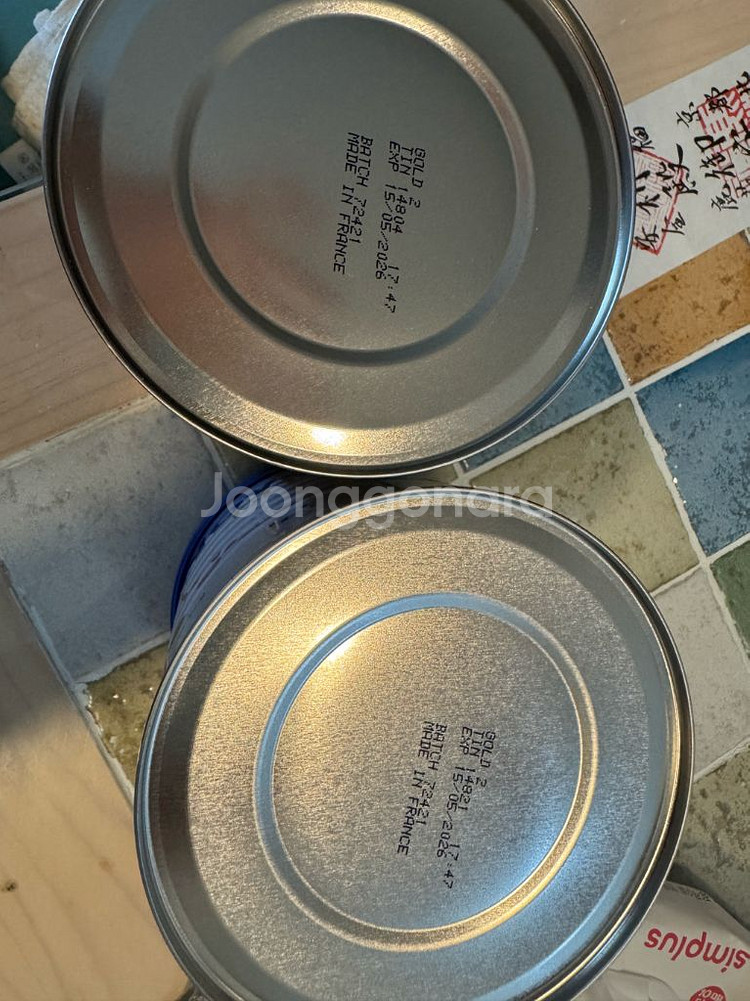 GOLD 2
TIN 14804 17:47
EXP 15/05/2026
BATCH 72421
MADE IN FRANCE
Joonggonara
GOLD 2
TIN 14821 17:47
EXP 15/05/2026
BATCH 72421
MADE IN FRANCE
simplus